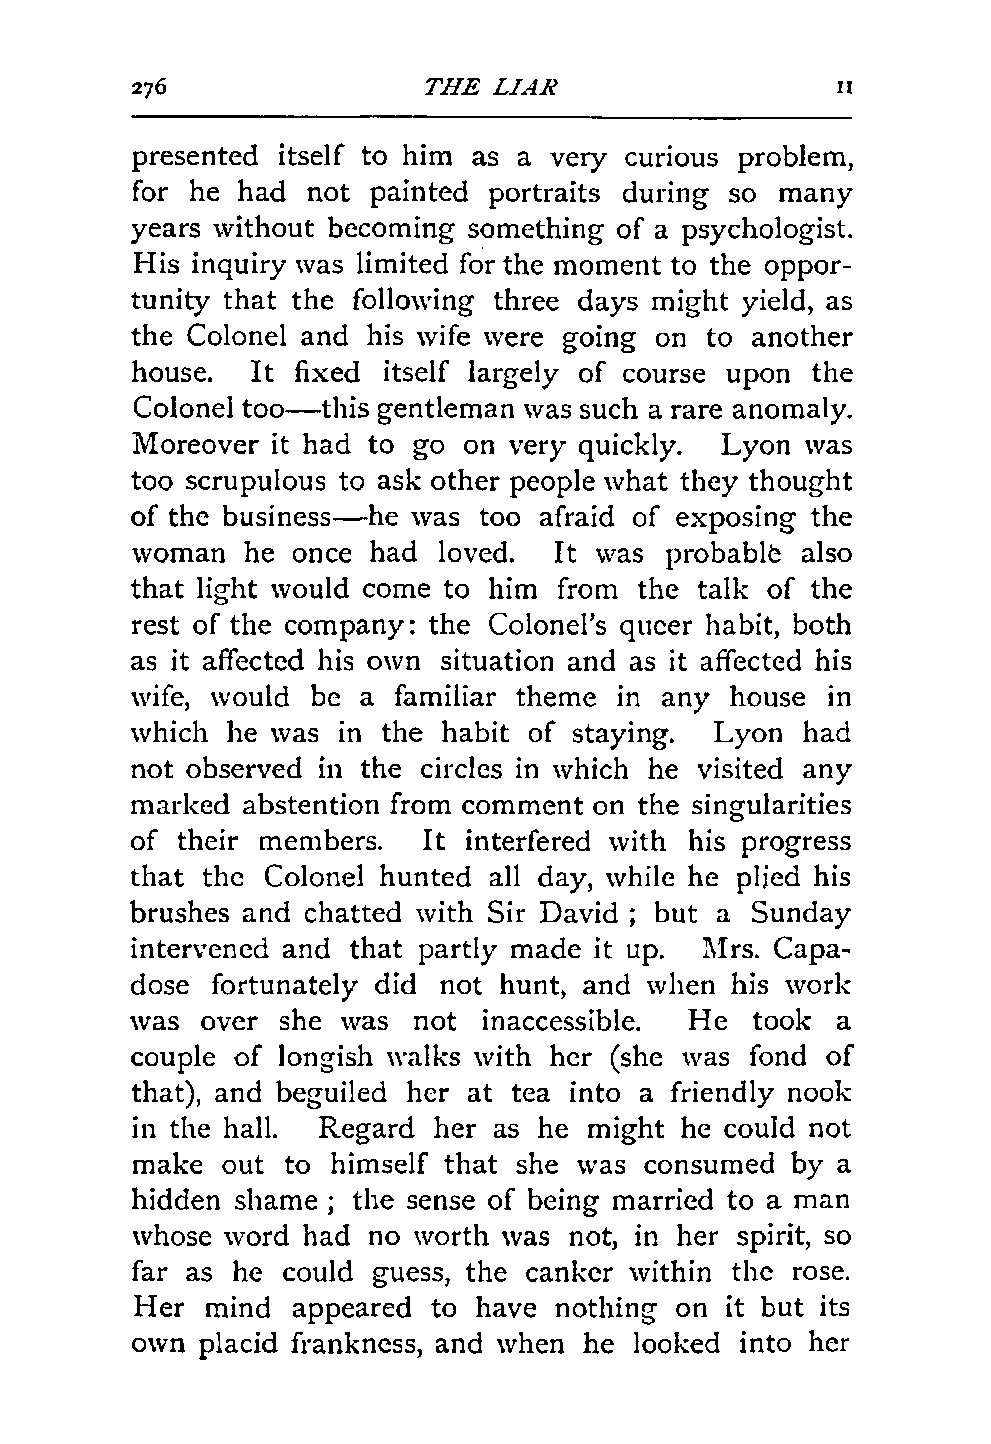 276 THE LIAR II
presented itself to him as a very curious problem,
for he had not painted portraits during so many
years without becoming something of a psychologist.
His inquiry was limited for the moment to the oppor-
tunity that the following three days might yield, as
the Colonel and his wife were going on to another
house. It fixed itself largely of course upon the
Colonel too—this gentleman was such a rare anomaly.
Moreover it had to go on very quickly. Lyon was
too scrupulous to ask other people what they thought
of the business—he was too afraid of exposing the
woman he once had loved. It was probable also
that light would come to him from the talk of the
rest of the company: the Colonel's queer habit, both
as it affected his own situation and as it affected his
wife, would be a familiar theme in any house in
which he was in the habit of staying. Lyon had
not observed in the circles in which he visited any
marked abstention from comment on the singularities
of their members. It interfered with his progress
that the Colonel hunted all day, while he plied his
brushes and chatted with Sir David ; but a Sunday
intervened and that partly made it up. Mrs. Capa-
dose fortunately did not hunt, and when his work
was over she was not inaccessible. He took a
couple of longish walks with her (she was fond of
that), and beguiled her at tea into a friendly nook
in the hall. Regard her as he might he could not
make out to himself that she was consumed by a
hidden shame ; the sense of being married to a man
whose word had no worth was not, in her spirit, so
far as he could guess, the canker within the rose.
Her mind appeared to have nothing on it but its
own placid frankness, and when he looked into her